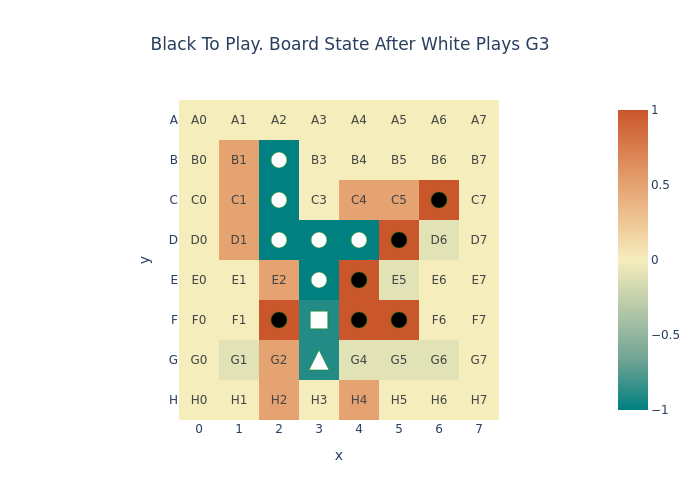 Black To Play. Board State After White Plays G3
A A0 A1 A2 A3 A4 A5 A6 A7 1
B B0 B1 B3 B4 B5 B6 B7
C C0 C1 C3 C4 C5 C7 0.5
D D0 D1 D6 D7
y 0
E E0 E1 E2 E5 E6 E7
F F0 F1 F6 F7 −0.5
G G0 G1 G2 G4 G5 G6 G7
H H0 H1 H2 H3 H4 H5 H6 H7 −1
0 1 2 3 4 5 6 7
x